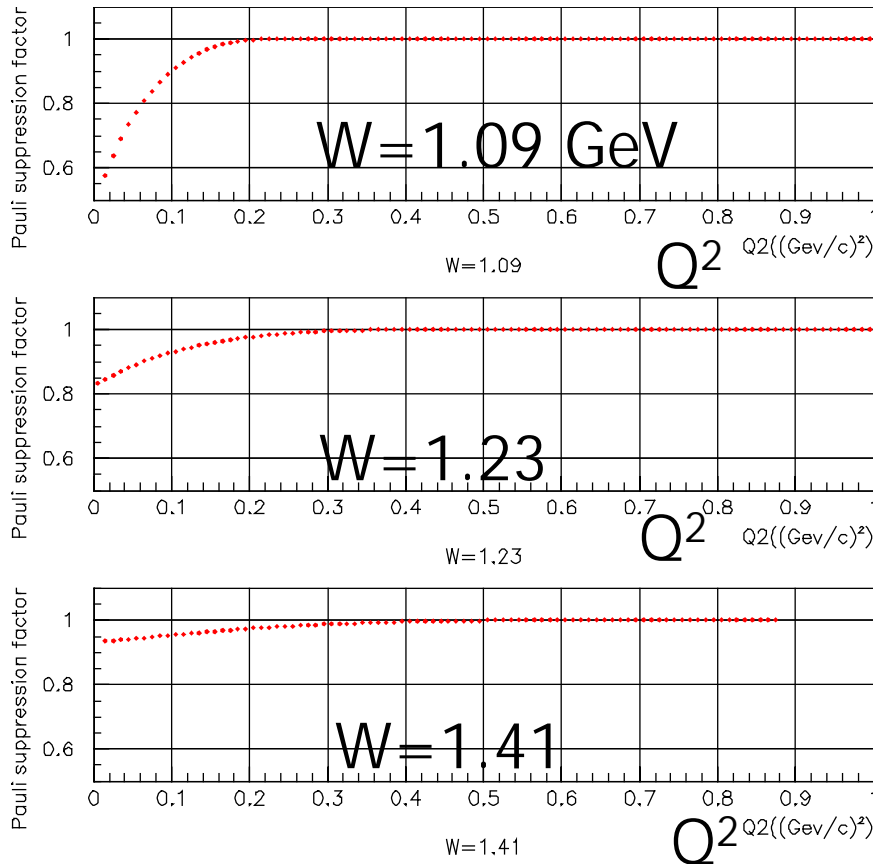 Pauli suppression factor
1
0.8
0.6
W=1.09 GeV
0 0.1 0.2 0.3 0.4 0.5 0.6 0.7 0.8 0.9 1
Q2((Gev/c)²)
Q²
W=1.09
Pauli suppression factor
1
0.8
0.6
W=1.23
0 0.1 0.2 0.3 0.4 0.5 0.6 0.7 0.8 0.9 1
Q2((Gev/c)²)
Q²
W=1.23
Pauli suppression factor
1
0.8
0.6
W=1.41
0 0.1 0.2 0.3 0.4 0.5 0.6 0.7 0.8 0.9 1
Q2((Gev/c)²)
Q²
W=1.41